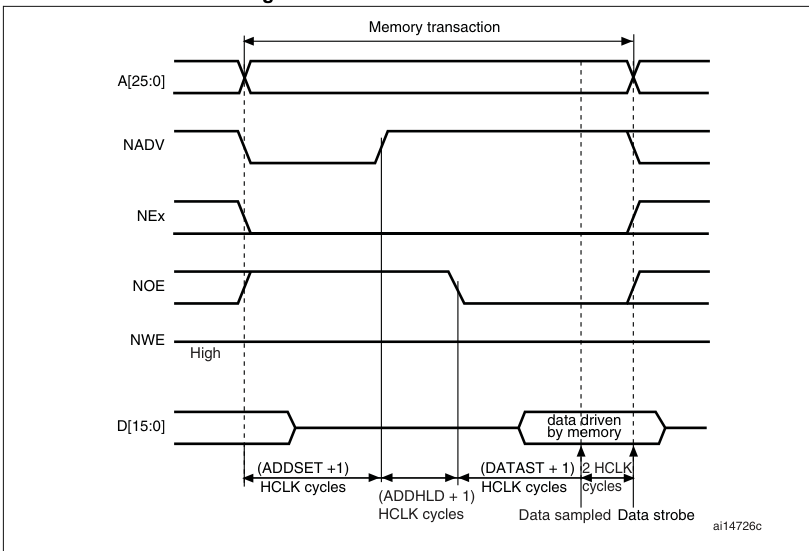 Memory transaction
A[25:0]
NADV
NEx
NOE
NWE
High
D[15:0]
data driven
by memory
(ADDSET +1)
HCLK cycles
(ADDHLD + 1)
HCLK cycles
(DATAST + 1)
HCLK cycles
2 HCLK
cycles
Data sampled
Data strobe
ai14726c